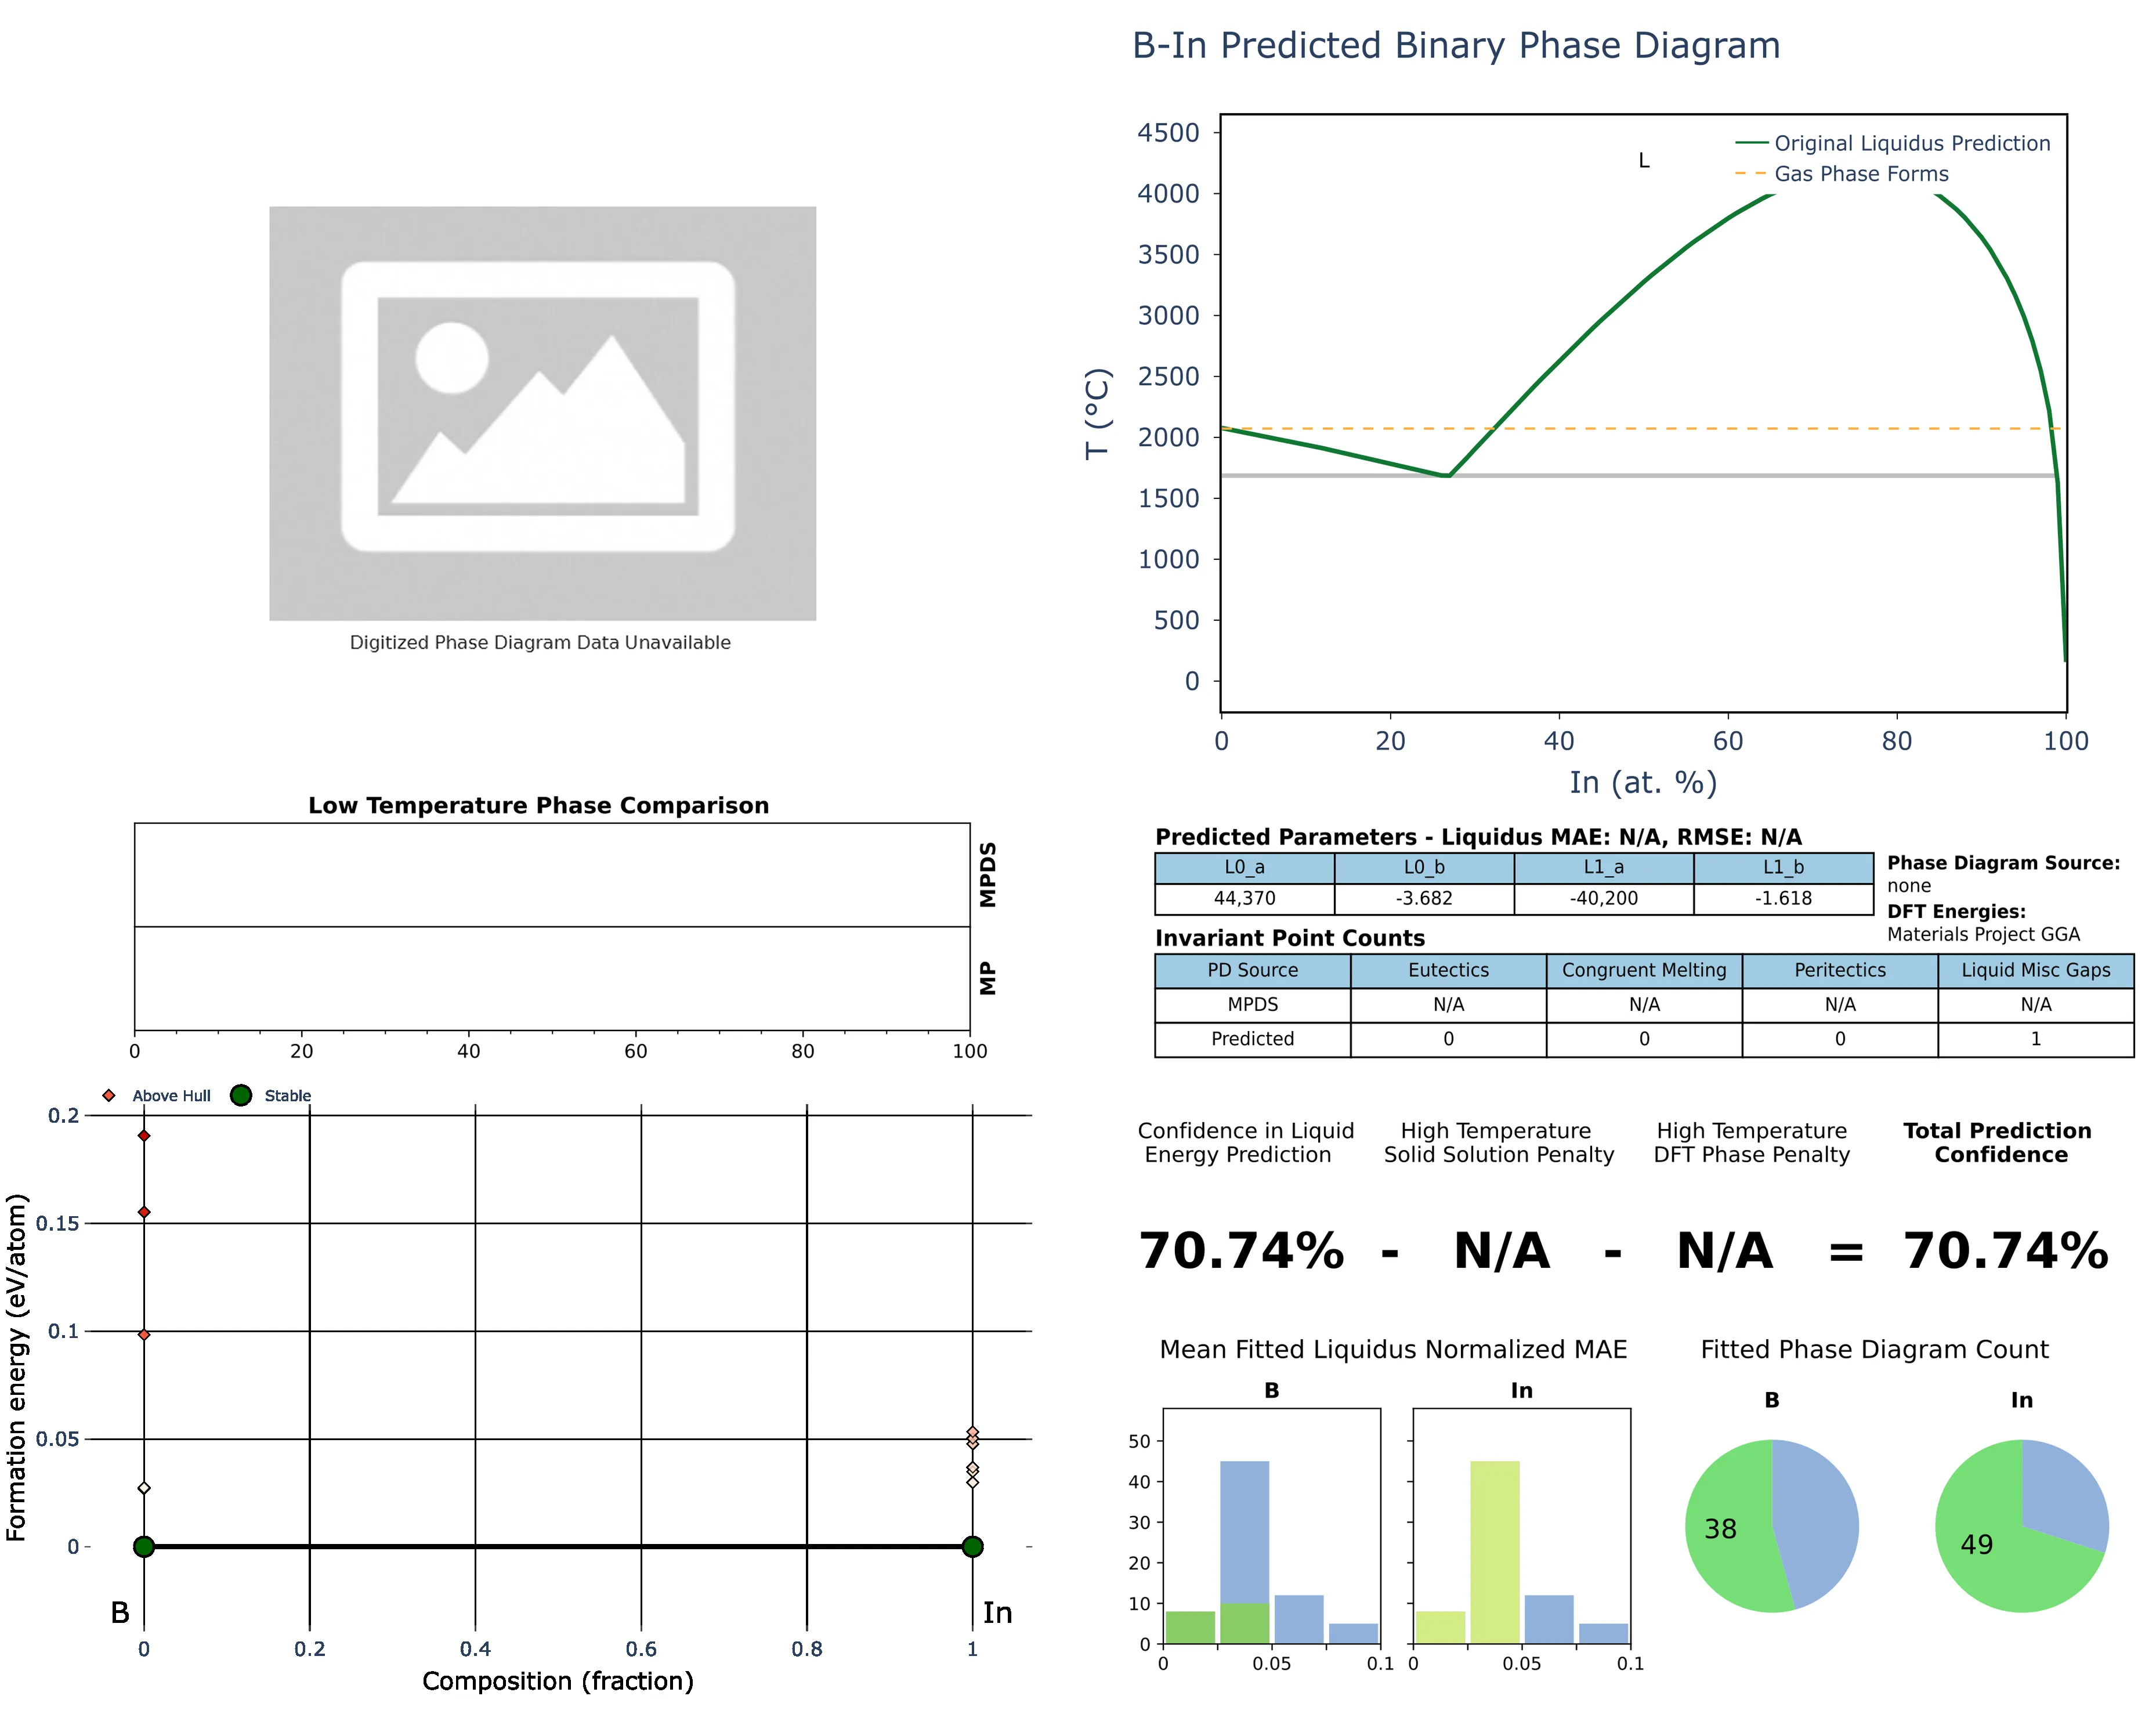 B-In Predicted Binary Phase Diagram
4500
4000
3500
3000
2500
2000
1500
1000
500
0
T (°C)
L
Original Liquidus Prediction
Gas Phase Forms
0 20 40 60 80 100
In (at. %)
Digitized Phase Diagram Data Unavailable
Low Temperature Phase Comparison
MPDS
MP
0 20 40 60 80 100
Predicted Parameters - Liquidus MAE: N/A, RMSE: N/A
L0_a L0_b L1_a L1_b
44,370 -3.682 -40,200 -1.618
Phase Diagram Source:
none
DFT Energies:
Materials Project GGA
Invariant Point Counts
PD Source Eutectics Congruent Melting Peritectics Liquid Misc Gaps
MPDS N/A N/A N/A N/A
Predicted 0 0 0 1
Above Hull Stable
0.2
0.15
0.1
0.05
0
Formation energy (eV/atom)
B In
0 0.2 0.4 0.6 0.8 1
Composition (fraction)
Confidence in Liquid
Energy Prediction
High Temperature
Solid Solution Penalty
High Temperature
DFT Phase Penalty
Total Prediction
Confidence
70.74% - N/A - N/A = 70.74%
Mean Fitted Liquidus Normalized MAE
B In
50
40
30
20
10
0
0 0.05 0.1 0 0.05 0.1
Fitted Phase Diagram Count
B In
38 49